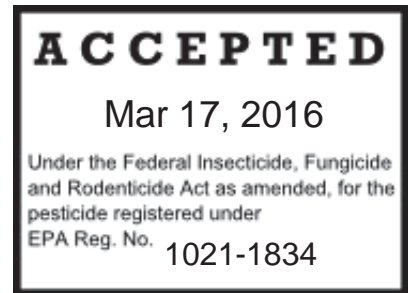 ACCEPTED
Mar 17, 2016
Under the Federal Insecticide, Fungicide
and Rodenticide Act as amended, for the
pesticide registered under
EPA Reg. No. 1021-1834